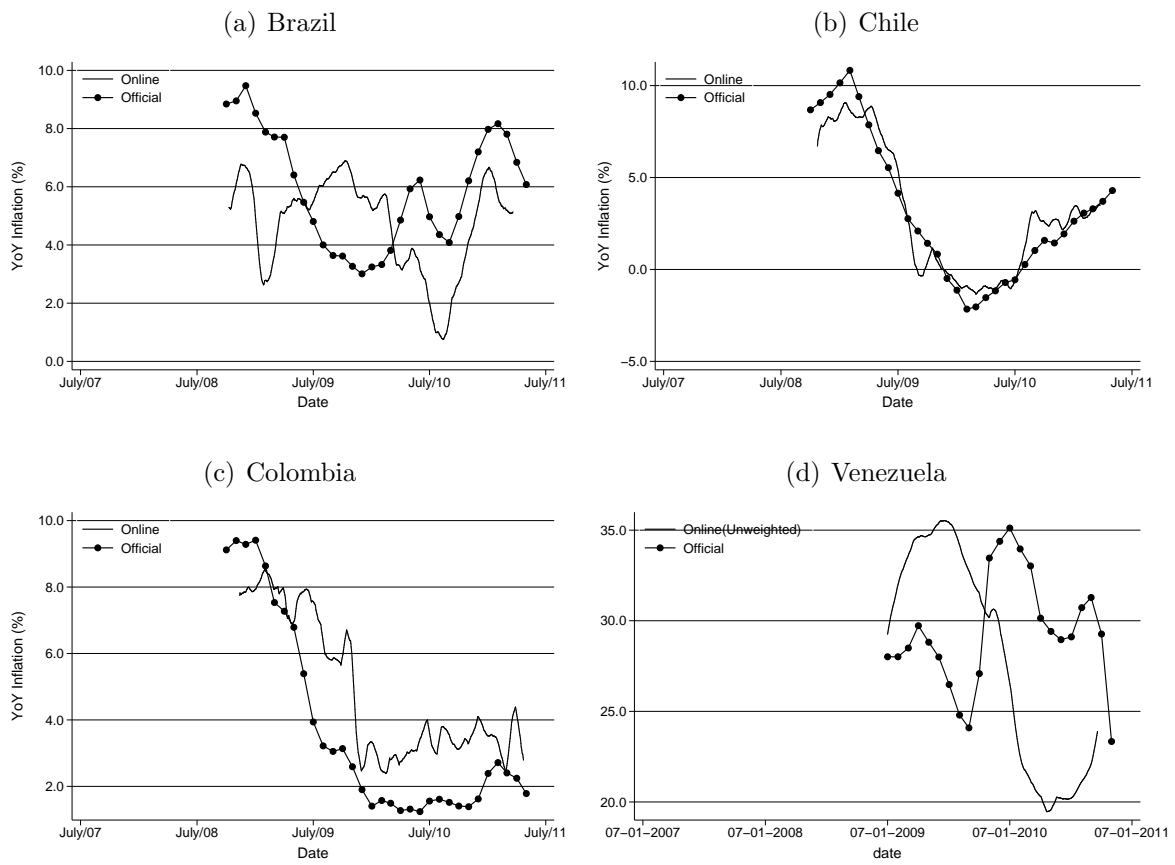 (a) Brazil
Online
Official
10.0
8.0
6.0
4.0
2.0
0.0
YoY Inflation (%)
July/07 July/08 July/09 July/10 July/11
Date
(b) Chile
Online
Official
10.0
5.0
0.0
−5.0
YoY Inflation (%)
July/07 July/08 July/09 July/10 July/11
Date
(c) Colombia
Online
Official
10.0
8.0
6.0
4.0
2.0
YoY Inflation (%)
July/07 July/08 July/09 July/10 July/11
Date
(d) Venezuela
Online(Unweighted)
Official
35.0
30.0
25.0
20.0
07−01−2007 07−01−2008 07−01−2009 07−01−2010 07−01−2011
date